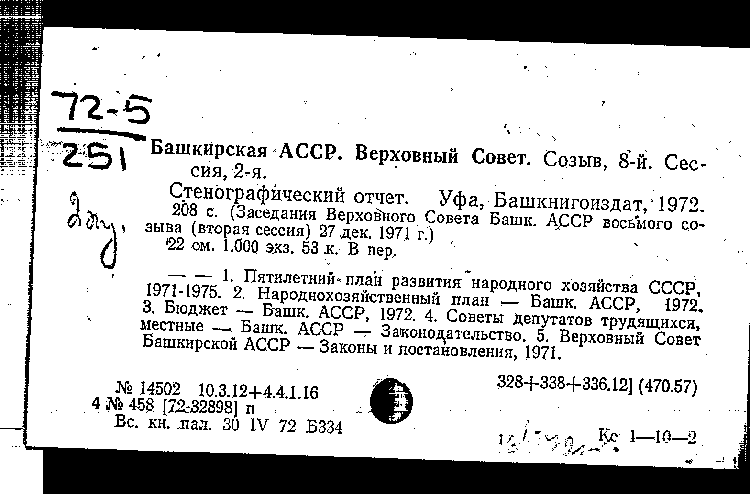 72-5
251
Башкирская АССР. Верховный Совет. Созыв, 8-й. Сес-
сия, 2-я.
Стенографический отчет. Уфа, Башкнигоиздат, 1972.
208 с. (Заседания Верховного Совета Башк. АССР восьмого со-
зыва (вторая сессия) 27 дек. 1971 г.)
22 см. 1.000 экз. 53 к. В пер.
— — 1. Пятилетний план развития народного хозяйства СССР,
1971-1975. 2. Народнохозяйственный план — Башк. АССР, 1972.
3. Бюджет — Башк. АССР, 1972. 4. Советы депутатов трудящихся,
местные — Башк. АССР — Законодательство. 5. Верховный Совет
Башкирской АССР — Законы и постановления, 1971.
328+338+336.12] (470.57)
№ 14502 10.3.12+4.4.1.16
4 № 458 [72-32898] п
Вс. кн. пал. 30 IV 72 Б334
Кс 1—10—2